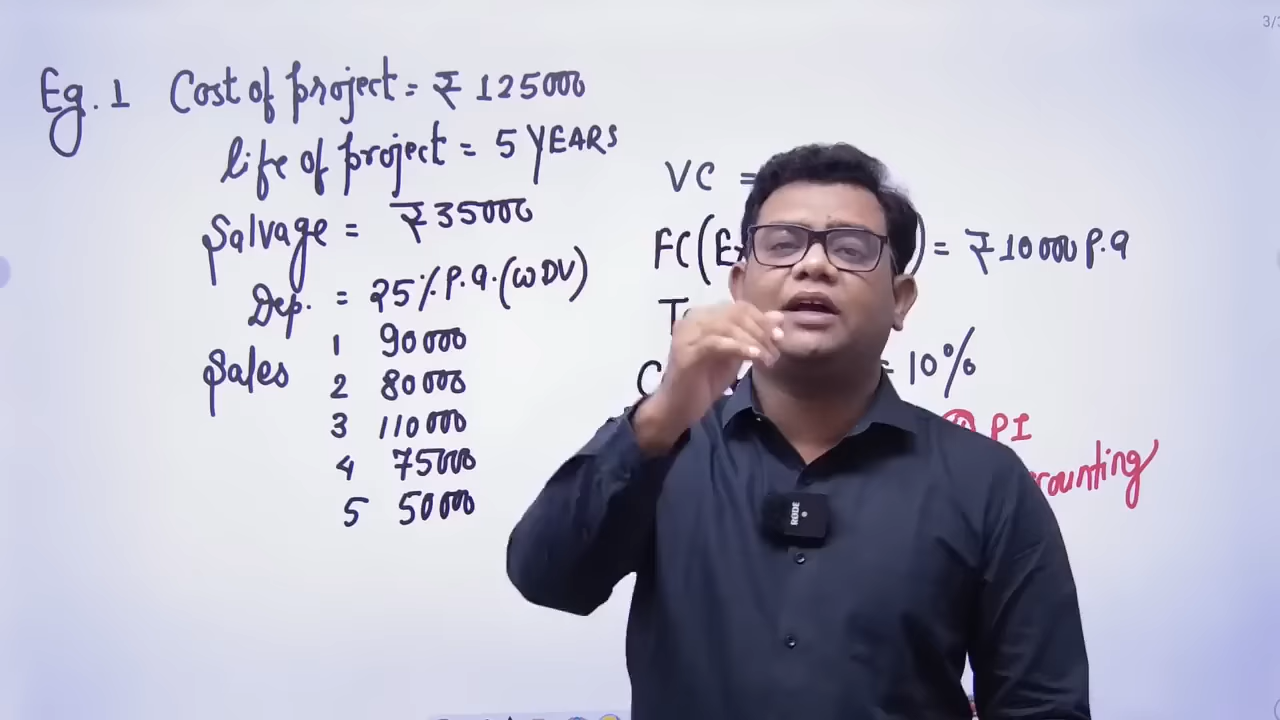 3/3
Eg. 1 Cost of project = ₹ 125000
life of project = 5 YEARS
Salvage = ₹ 35000
Dep. = 25% p.a. (WDV)
Sales
1 90000
2 80000
3 110000
4 75000
5 50000
VC =
FC (Ex ) = ₹ 10000 p.a
= 10%
PI
RODE